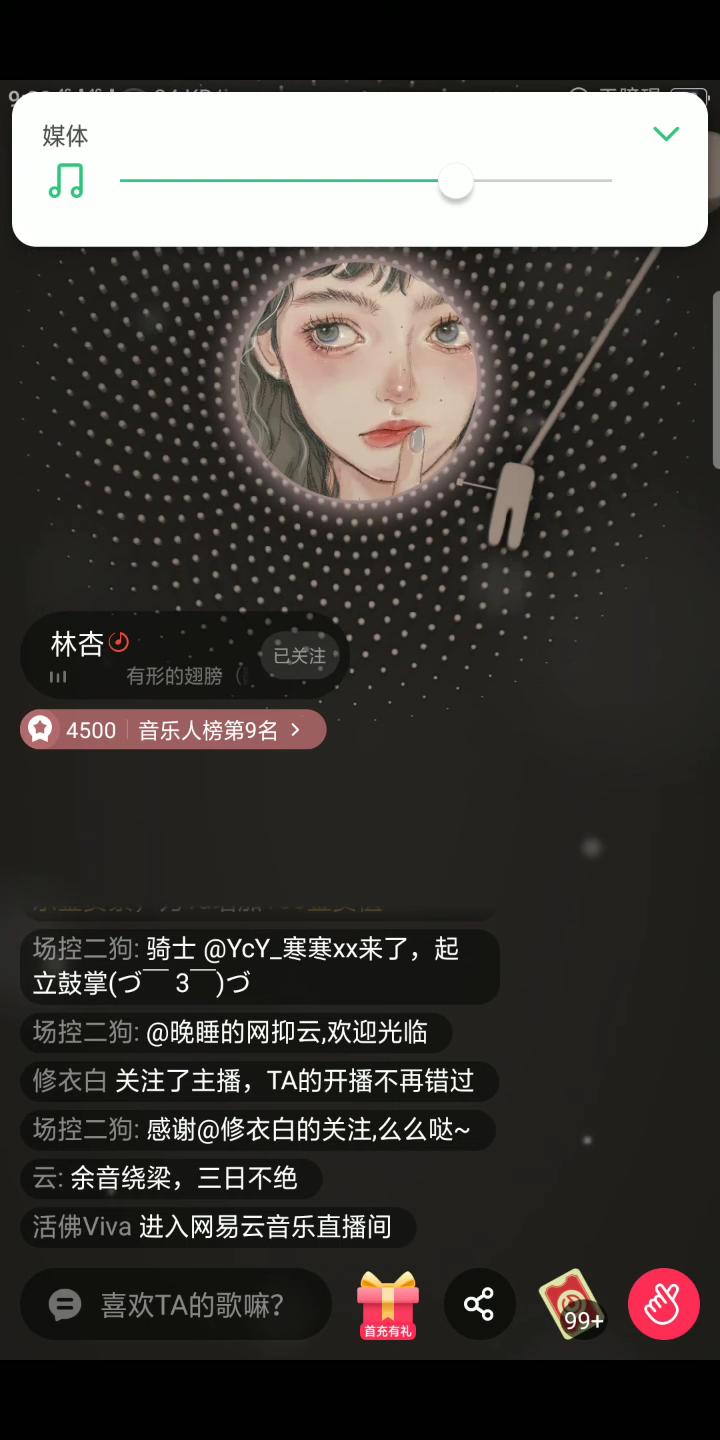 媒体
林杏
已关注
有形的翅膀（
4500 音乐人榜第9名
场控二狗: 骑士 @YcY_寒寒xx来了，起
立鼓掌(づ￣ 3￣)づ
场控二狗: @晚睡的网抑云,欢迎光临
修衣白 关注了主播，TA的开播不再错过
场控二狗: 感谢@修衣白的关注,么么哒~
云: 余音绕梁，三日不绝
活佛Viva 进入网易云音乐直播间
喜欢TA的歌嘛?
首充有礼
99+